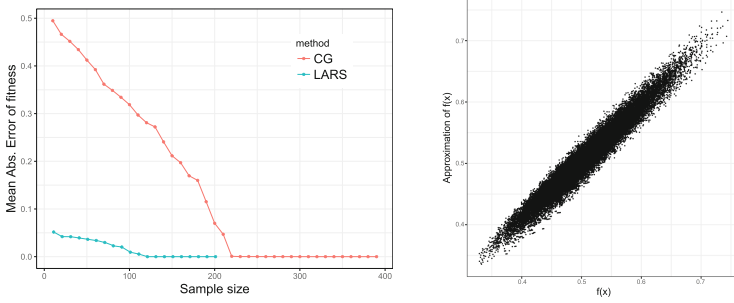 0.5
0.4
0.3
0.2
0.1
0.0
0
100
200
300
400
Mean Abs. Error of fitness
Sample size
method
CG
LARS
0.7
0.6
0.5
0.4
0.4
0.5
0.6
0.7
Approximation of f(x)
f(x)